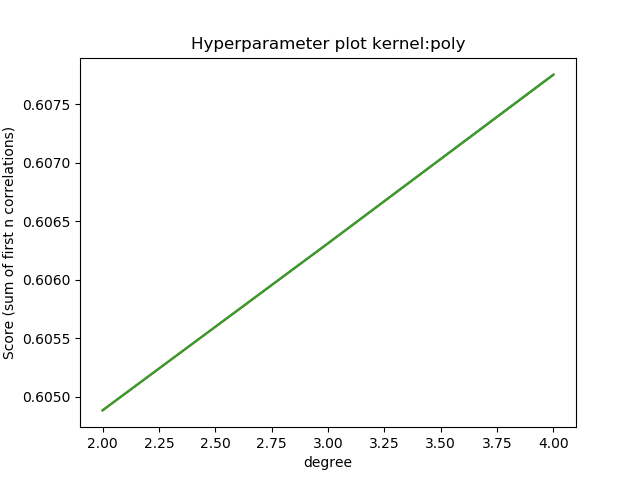 Hyperparameter plot kernel:poly
Score (sum of first n correlations)
0.6075
0.6070
0.6065
0.6060
0.6055
0.6050
2.00 2.25 2.50 2.75 3.00 3.25 3.50 3.75 4.00
degree